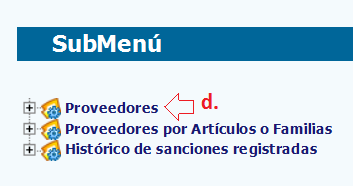 SubMenú
Proveedores d.
Proveedores por Artículos o Familias
Histórico de sanciones registradas